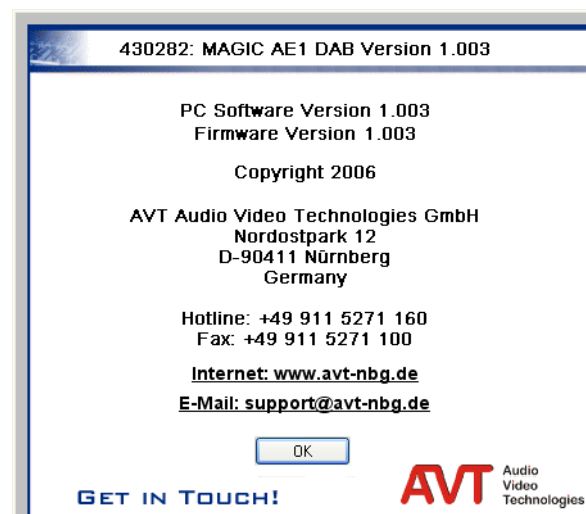 430282: MAGIC AE1 DAB Version 1.003
PC Software Version 1.003
Firmware Version 1.003
Copyright 2006
AVT Audio Video Technologies GmbH
Nordostpark 12
D-90411 Nürnberg
Germany
Hotline: +49 911 5271 160
Fax: +49 911 5271 100
Internet: www.avt-nbg.de
E-Mail: support@avt-nbg.de
OK
GET IN TOUCH!
AVT
Audio
Video
Technologies